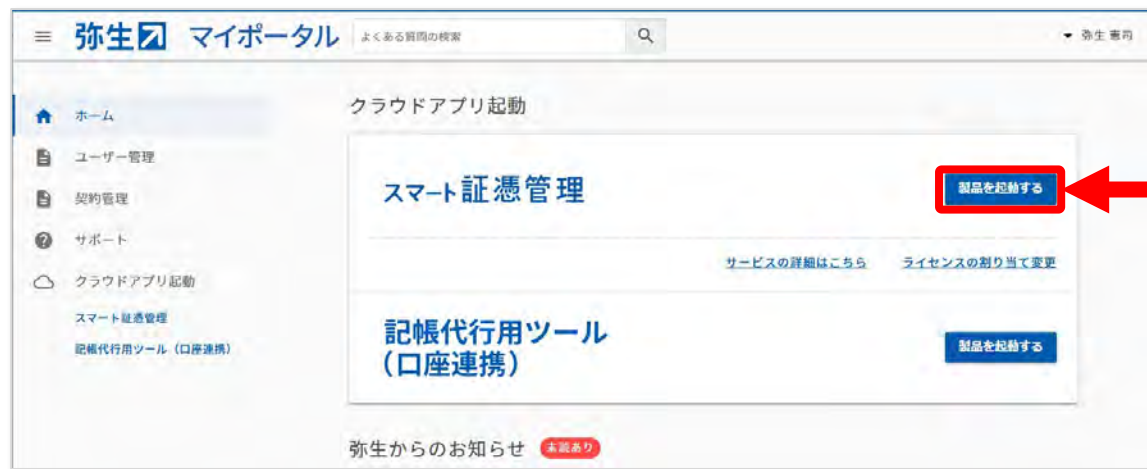 弥生 マイポータル よくある質問の検索 弥生 恵司
ホーム
ユーザー管理
契約管理
サポート
クラウドアプリ起動
スマート証憑管理
記帳代行用ツール（口座連携）
クラウドアプリ起動
スマート証憑管理
製品を起動する
サービスの詳細はこちら ライセンスの割り当て変更
記帳代行用ツール
（口座連携）
製品を起動する
弥生からのお知らせ 未読あり